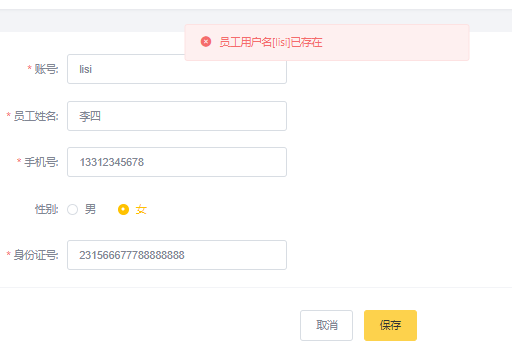 员工用户名[lisi]已存在
* 账号: lisi
* 员工姓名: 李四
* 手机号: 13312345678
性别: 男 女
* 身份证号: 231566677788888888
取消 保存